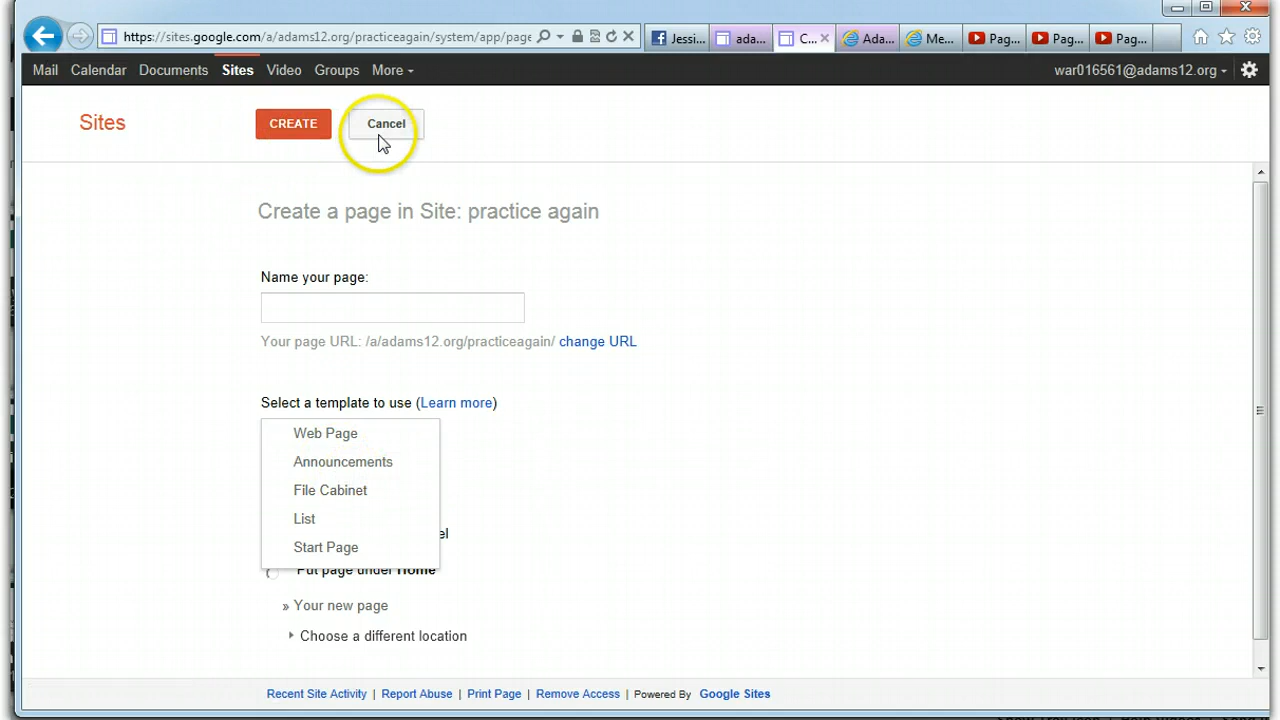 https://sites.google.com/a/adams12.org/practiceagain/system/app/page
Jessi...
ada...
C...
Ada...
Me...
Pag...
Pag...
Pag...
Mail Calendar Documents Sites Video Groups More
war016561@adams12.org
Sites
CREATE
Cancel
Create a page in Site: practice again
Name your page:
Your page URL: /a/adams12.org/practiceagain/ change URL
Select a template to use (Learn more)
Web Page
Announcements
File Cabinet
List
Start Page
el
Put page under Home
» Your new page
Choose a different location
Recent Site Activity | Report Abuse | Print Page | Remove Access | Powered By Google Sites